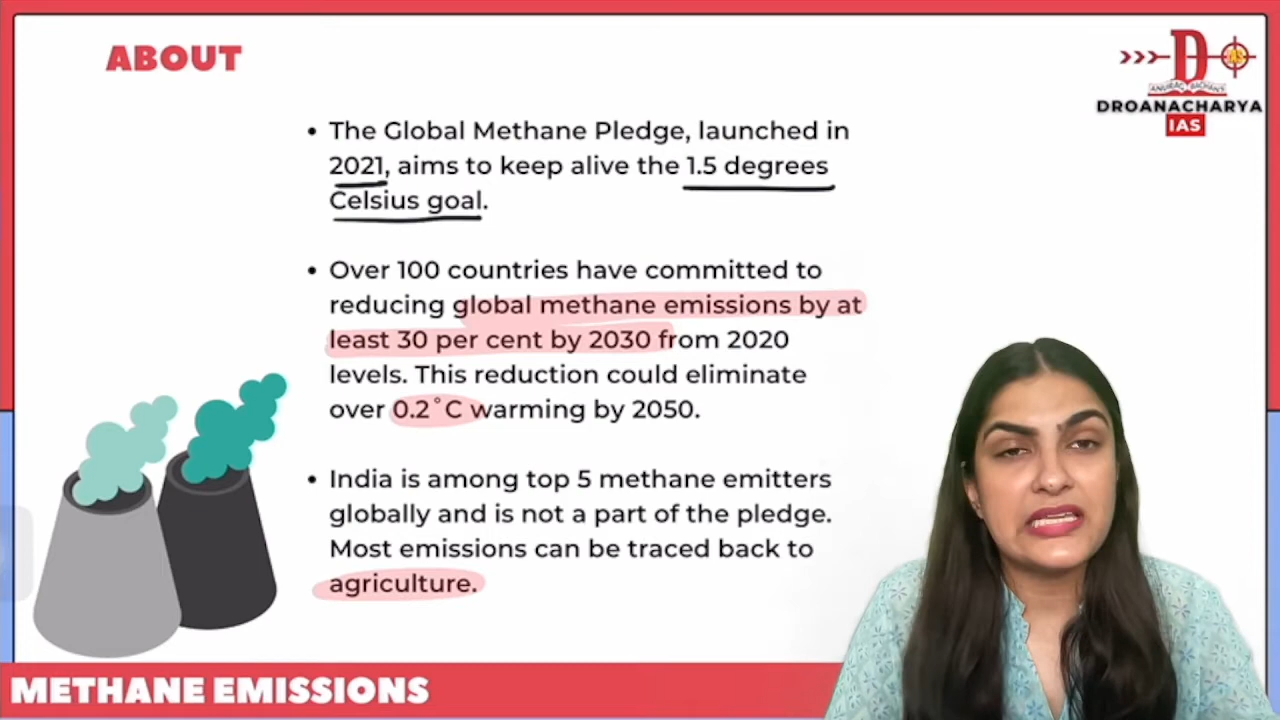 ABOUT
The Global Methane Pledge, launched in
2021, aims to keep alive the 1.5 degrees
Celsius goal.
Over 100 countries have committed to
reducing global methane emissions by at
least 30 per cent by 2030 from 2020
levels. This reduction could eliminate
over 0.2°C warming by 2050.
India is among top 5 methane emitters
globally and is not a part of the pledge.
Most emissions can be traced back to
agriculture.
METHANE EMISSIONS
D
IAS
ANURAG BACHAN'S
DROANACHARYA
IAS